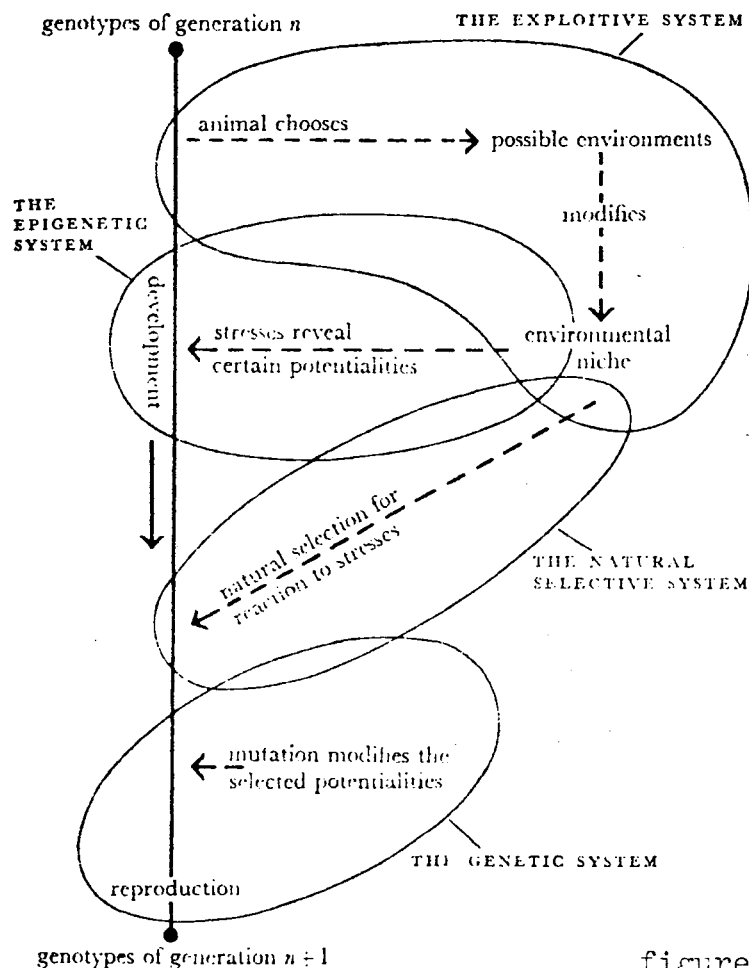 genotypes of generation n
THE EXPLOITIVE SYSTEM
animal chooses
possible environments
modifies
THE
EPIGENETIC
SYSTEM
development
stresses reveal
certain potentialities
environmental
niche
natural selection for
reaction to stresses
THE NATURAL
SELECTIVE SYSTEM
mutation modifies the
selected potentialities
THE GENETIC SYSTEM
reproduction
genotypes of generation n + 1
figure